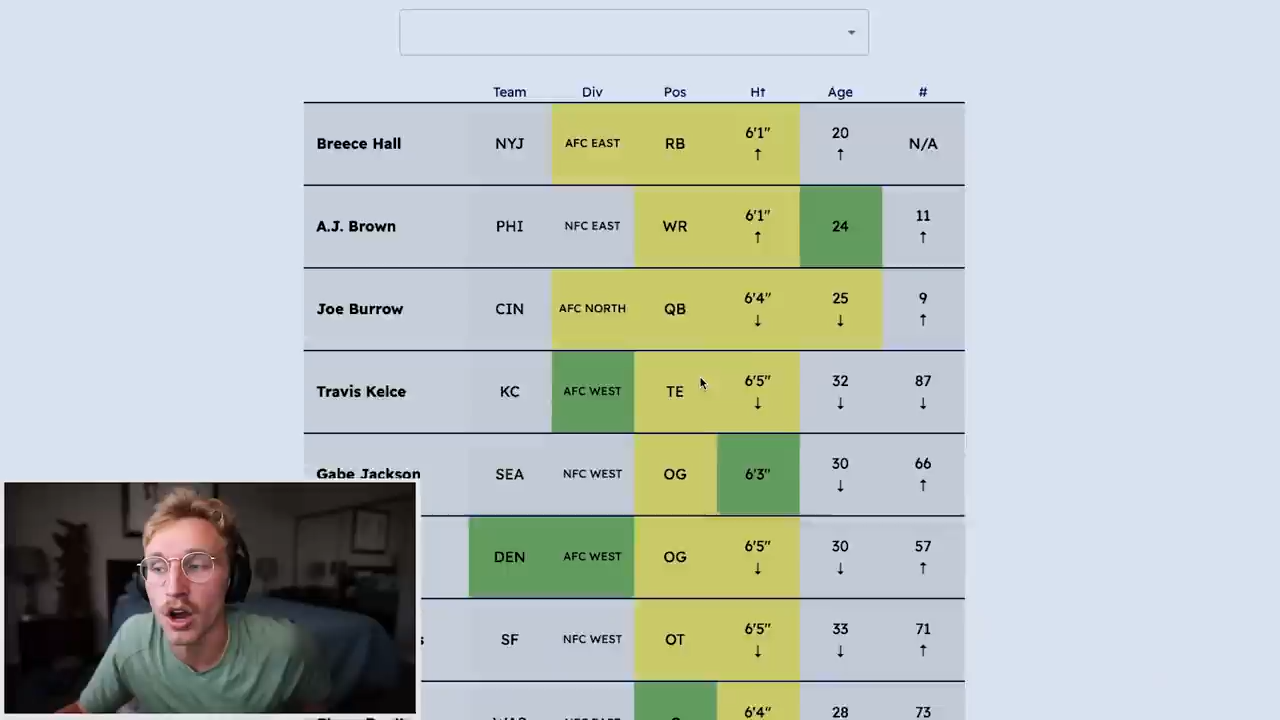 Team Div Pos Ht Age #
Breece Hall NYJ AFC EAST RB 6'1" ↑ 20 ↑ N/A
A.J. Brown PHI NFC EAST WR 6'1" ↑ 24 11 ↑
Joe Burrow CIN AFC NORTH QB 6'4" ↓ 25 ↓ 9 ↑
Travis Kelce KC AFC WEST TE 6'5" ↓ 32 ↓ 87 ↓
Gabe Jackson SEA NFC WEST OG 6'3" 30 ↓ 66 ↑
DEN AFC WEST OG 6'5" ↓ 30 ↓ 57 ↑
s SF NFC WEST OT 6'5" ↓ 33 ↓ 71 ↑
6'4" 28 73